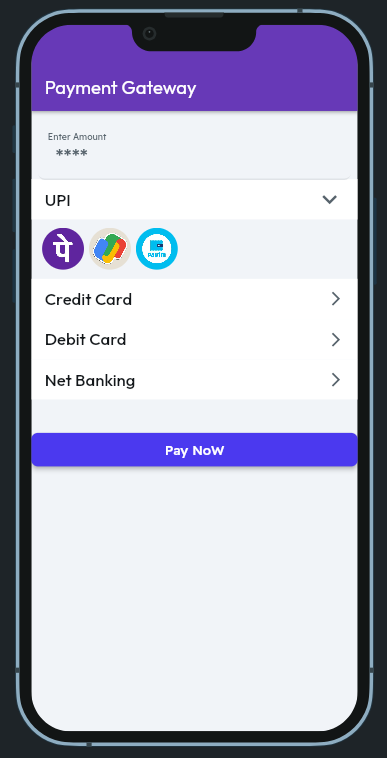 Payment Gateway
Enter Amount
****
UPI
पे
paytm
Credit Card
Debit Card
Net Banking
Pay NoW